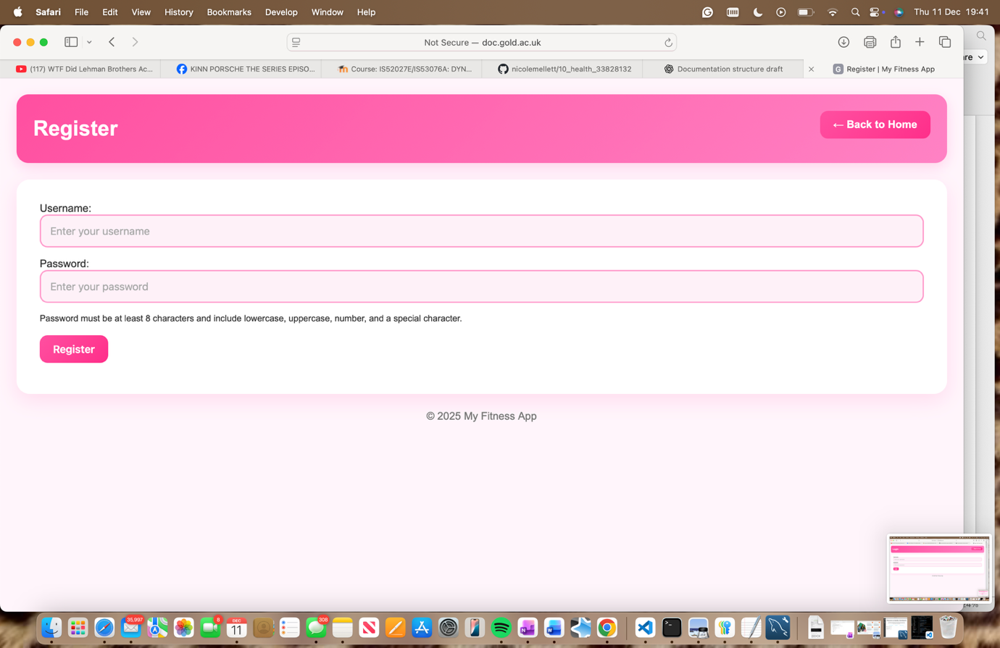 Safari File Edit View History Bookmarks Develop Window Help Thu 11 Dec 19:41
Not Secure — doc.gold.ac.uk
(117) WTF Did Lehman Brothers Ac... KINN PORSCHE THE SERIES EPISO... Course: IS52027E/IS53076A: DYN... nicolemellett/10_health_33828132 Documentation structure draft Register | My Fitness App
Register
← Back to Home
Username:
Enter your username
Password:
Enter your password
Password must be at least 8 characters and include lowercase, uppercase, number, and a special character.
Register
© 2025 My Fitness App
35,997 8 DEC 11 308
DOCX